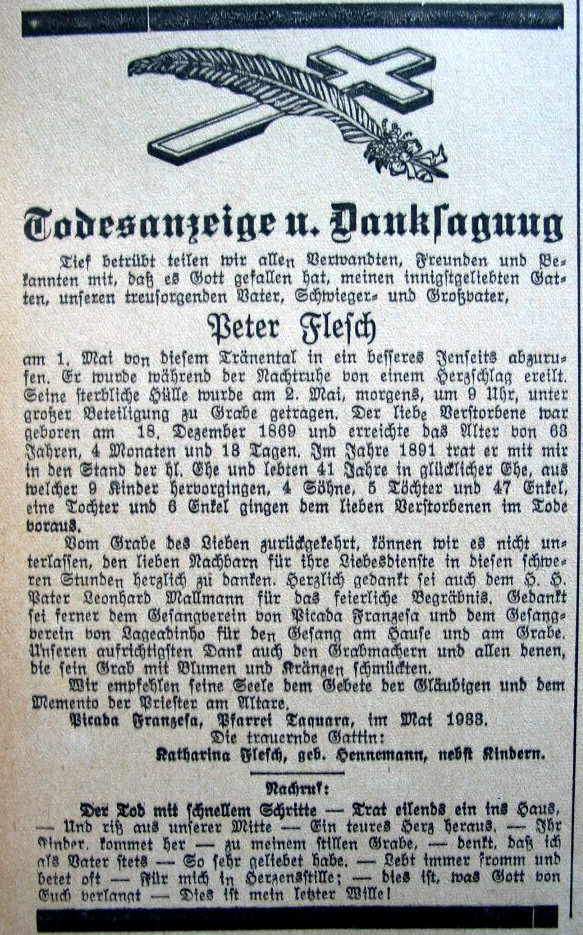 Todesanzeige u. Danksagung
Tief betrübt teilen wir allen Verwandten, Freunden und Be-
kannten mit, daß es Gott gefallen hat, meinen innigstgeliebten Gat-
ten, unseren treusorgenden Vater, Schwieger- und Großvater,
Peter Flesch
am 1. Mai von diesem Tränental in ein besseres Jenseits abzuru-
fen. Er wurde während der Nachtruhe von einem Herzschlag ereilt.
Seine sterbliche Hülle wurde am 2. Mai, morgens, um 9 Uhr, unter
großer Beteiligung zu Grabe getragen. Der liebe Verstorbene war
geboren am 18. Dezember 1869 und erreichte das Alter von 63
Jahren, 4 Monaten und 13 Tagen. Im Jahre 1891 trat er mit mir
in den Stand der hl. Ehe und lebten 41 Jahre in glücklicher Ehe, aus
welcher 9 Kinder hervorgingen, 4 Söhne, 5 Töchter und 47 Enkel,
eine Tochter und 6 Enkel gingen dem lieben Verstorbenen im Tode
voraus.
Vom Grabe des Lieben zurückgekehrt, können wir es nicht un-
terlassen, den lieben Nachbarn für ihre Liebesdienste in diesen schwe-
ren Stunden herzlich zu danken. Herzlich gedankt sei auch dem H. H.
Pater Leonhard Mallmann für das feierliche Begräbnis. Gedankt
sei ferner dem Gesangverein von Picada Franzesa und dem Gesang-
verein von Lageadinho für den Gesang am Hause und am Grabe.
Unseren aufrichtigsten Dank auch den Grabmachern und allen denen,
die sein Grab mit Blumen und Kränzen schmückten.
Wir empfehlen seine Seele dem Gebete der Gläubigen und dem
Memento der Priester am Altare.
Picada Franzesa, Pfarrei Taquara, im Mai 1933.
Die trauernde Gattin:
Katharina Flesch, geb. Hennemann, nebst Kindern.
Nachruf:
Der Tod mit schnellem Schritte — Trat eilends ein ins Haus,
— Und riß aus unserer Mitte — Ein teures Herz heraus. — Ihr
Kinder, kommet her — zu meinem stillen Grabe, — denkt, daß ich
als Vater stets — So sehr geliebet habe. — Lebt immer fromm und
betet oft — Für mich in Herzensstille; — dies ist, was Gott von
Euch verlangt — Dies ist mein letzter Wille!